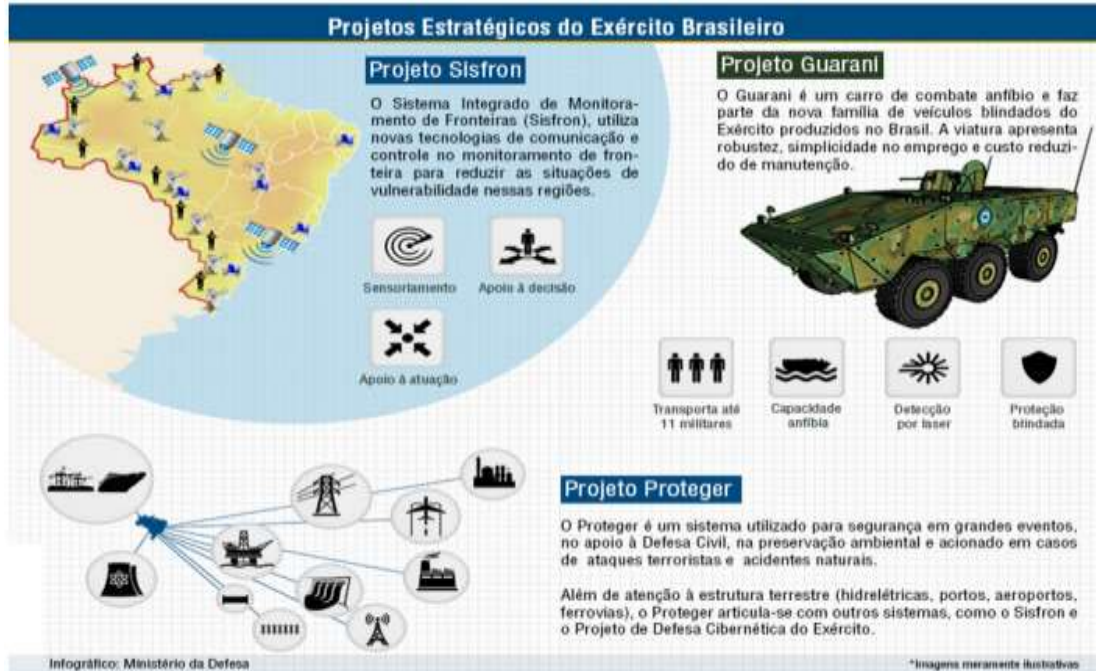 Projetos Estratégicos do Exército Brasileiro
Projeto Sisfron
O Sistema Integrado de Monitora-
mento de Fronteiras (Sisfron), utiliza
novas tecnologias de comunicação e
controle no monitoramento de fron-
teira para reduzir as situações de
vulnerabilidade nessas regiões.
Sensoriamento
Apoio à decisão
Apoio à atuação
Projeto Guarani
O Guarani é um carro de combate anfíbio e faz
parte da nova família de veículos blindados do
Exército produzidos no Brasil. A viatura apresenta
robustez, simplicidade no emprego e custo reduzi-
do de manutenção.
Transporta até
11 militares
Capacidade
anfíbia
Detecção
por laser
Proteção
blindada
Projeto Proteger
O Proteger é um sistema utilizado para segurança em grandes eventos,
no apoio à Defesa Civil, na preservação ambiental e acionado em casos
de ataques terroristas e acidentes naturais.
Além de atenção à estrutura terrestre (hidrelétricas, portos, aeroportos,
ferrovias), o Proteger articula-se com outros sistemas, como o Sisfron e
o Projeto de Defesa Cibernética do Exército.
Infográfico: Ministério da Defesa
*Imagens meramente ilustrativas